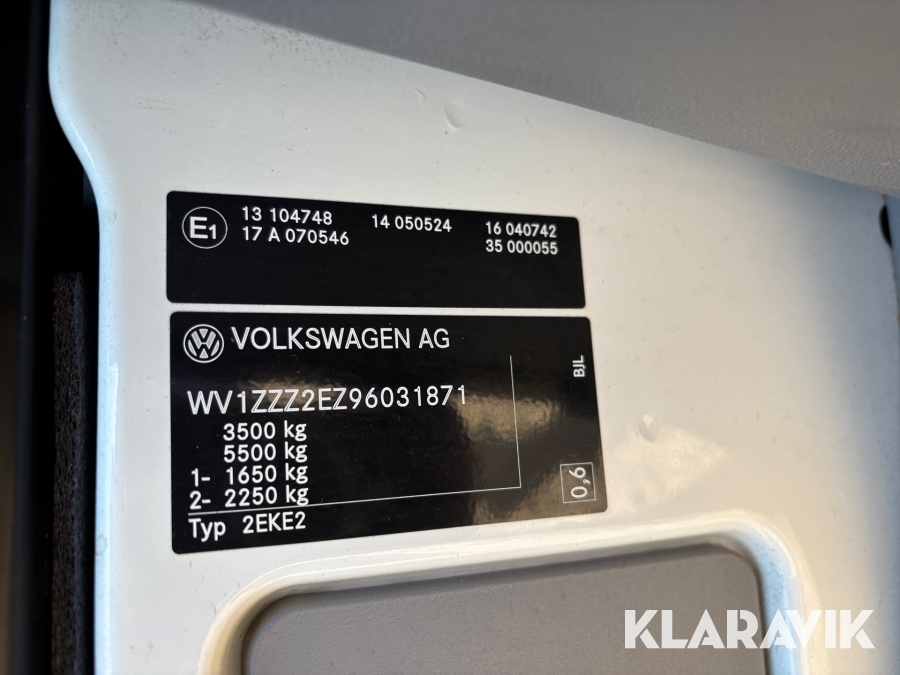 E1
13 104748 14 050524 16 040742
17 A 070546 35 000055
VOLKSWAGEN AG
BJL
WV1ZZZ2EZ96031871
3500 kg
5500 kg
1- 1650 kg
2- 2250 kg
0,6
Typ 2EKE2
KLARAVIK